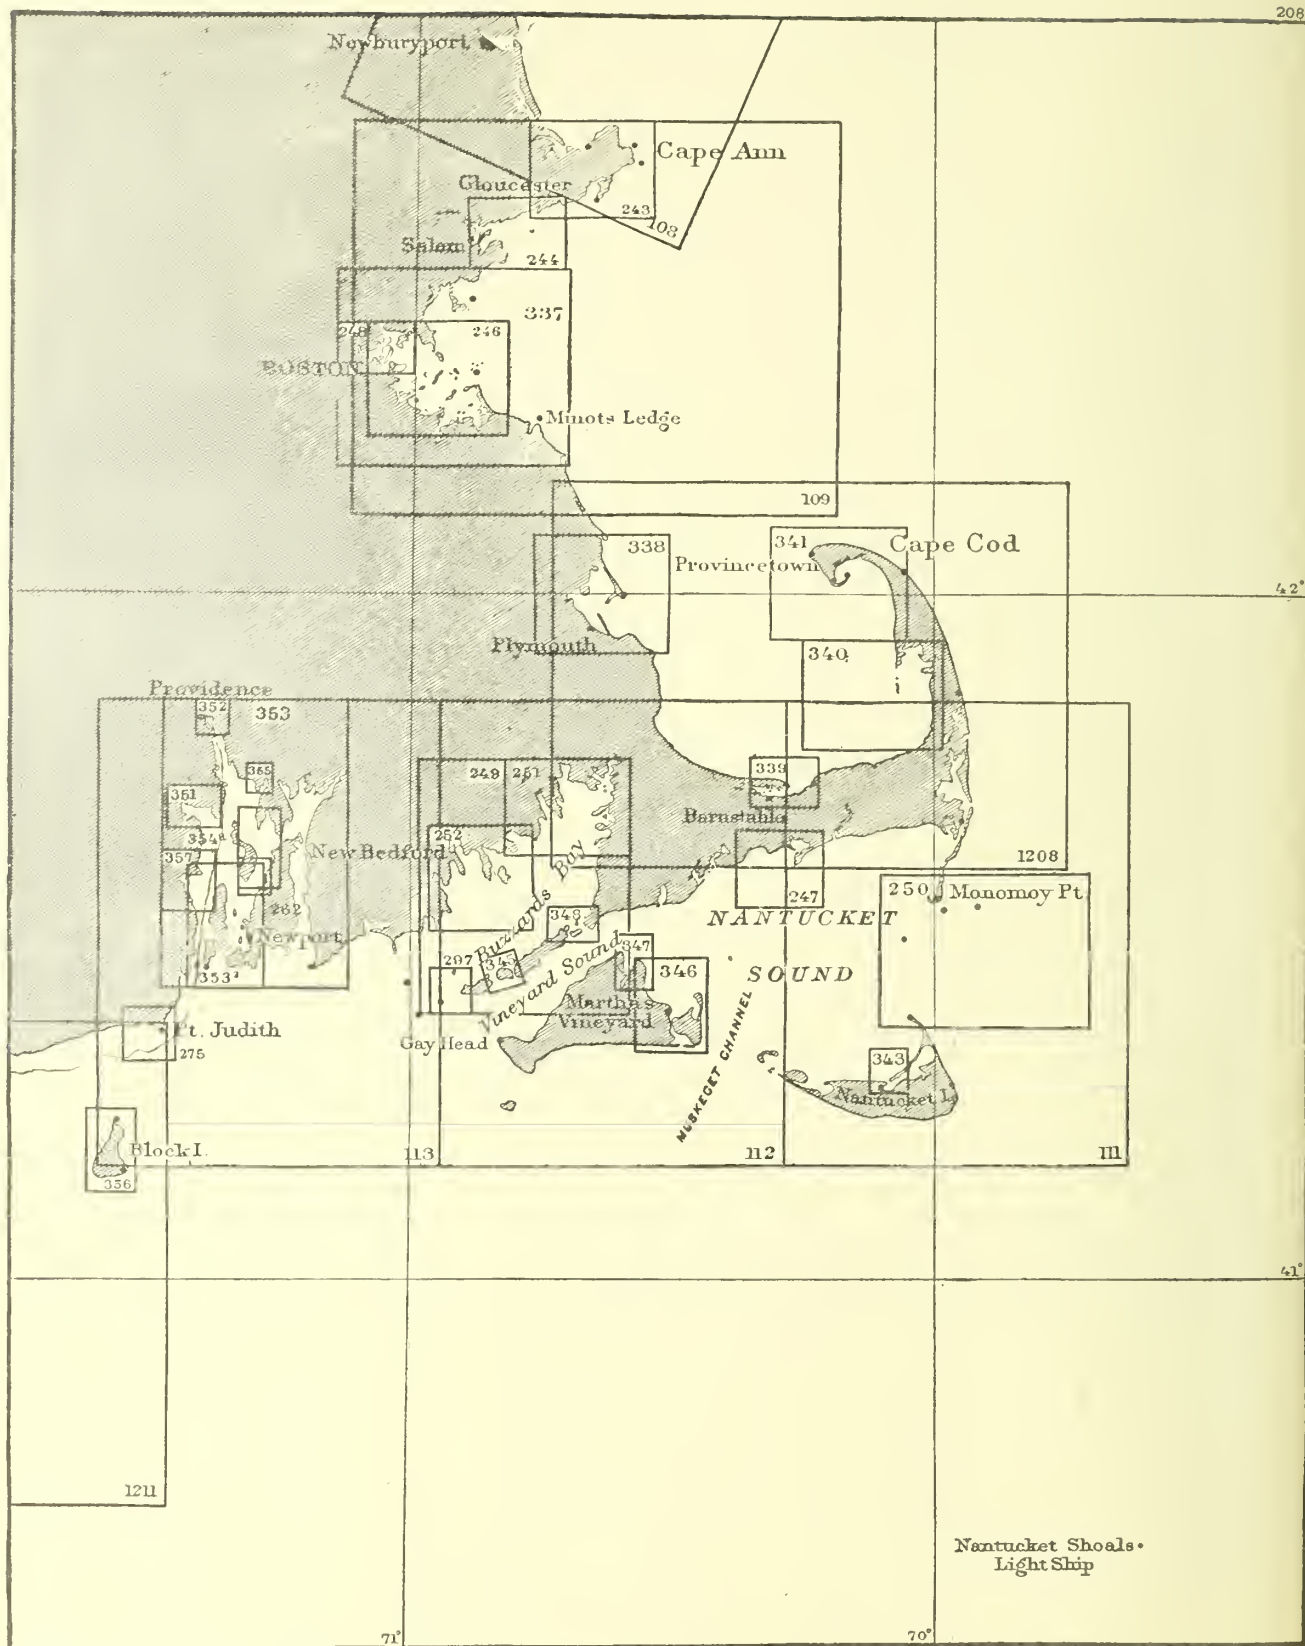 208
Newburyport
Cape Ann
Gloucester
243
103
Salem
244
337
248
246
BOSTON
Minots Ledge
109
338
341
Cape Cod
Provincetown
42°
Plymouth
340
Providence
352
353
365
249
251
339
351
Barnstable
354ª
252
New Bedford
357
1208
247
250
Monomoy Pt.
262
Buzzards Bay
NANTUCKET
SOUND
Newport
347
297
345
346
353ª
Vineyard Sound
Martha's
Vineyard
Pt. Judith
275
Gay Head
MUSKEGET CHANNEL
343
Nantucket I.
Block I.
356
113
112
111
41°
1211
Nantucket Shoals
Light Ship
71°
70°